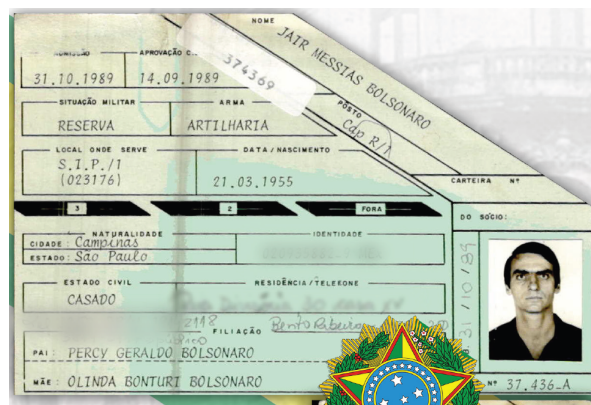 NOME
JAIR MESSIAS BOLSONARO
ADMISSÃO
APROVAÇÃO C...
374369
31.10.1989
14.09.1989
POSTO
Cap R/1
SITUAÇÃO MILITAR
ARMA
RESERVA
ARTILHARIA
LOCAL ONDE SERVE
DATA/NASCIMENTO
S.I.P./1
(023176)
21.03.1955
CARTEIRA Nº
3
2
FORA
DO SÓCIO:
NATURALIDADE
IDENTIDADE
CIDADE: Campinas
ESTADO: São Paulo
31/10/89
ESTADO CIVIL
RESIDÊNCIA/TELEFONE
CASADO
2118
Bento Ribeiro
FILIAÇÃO
PAI: PERCY GERALDO BOLSONARO
MÃE: OLINDA BONTURI BOLSONARO
Nº 37.436-A